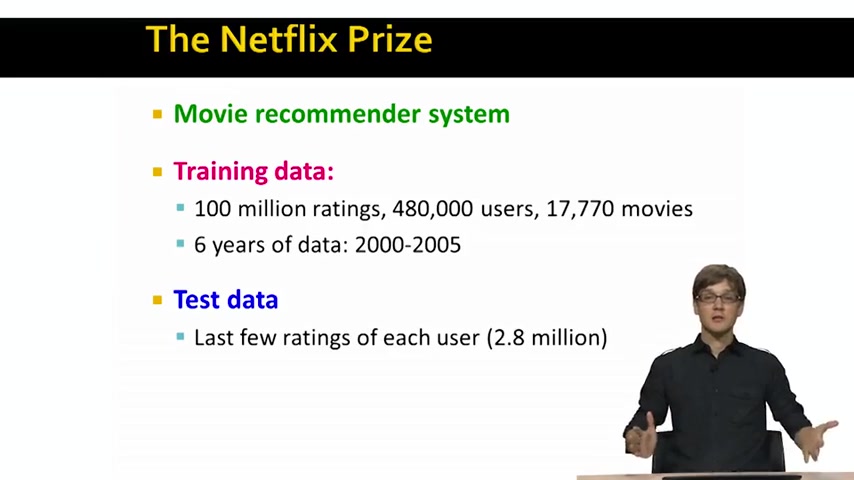 The Netflix Prize
Movie recommender system
Training data:
100 million ratings, 480,000 users, 17,770 movies
6 years of data: 2000-2005
Test data
Last few ratings of each user (2.8 million)